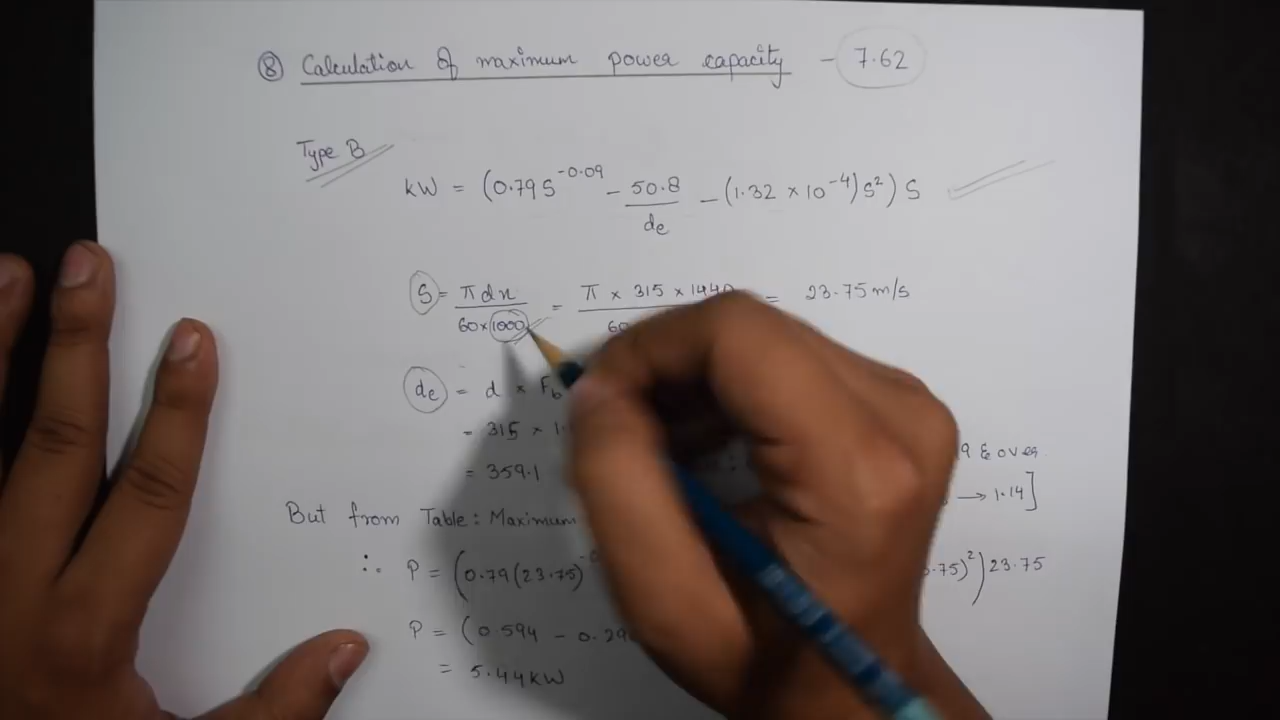 ⑧ Calculation of maximum power capacity - 7.62
Type B
kW = (0.79 S^-0.09 - 50.8/de - (1.32 × 10^-4) S²) S
S = πdn / 60×1000 = π × 315 × 1440 / 60 = 23.75 m/s
de = d × Fb
= 315 × 1.
= 359.1
9 & over
→ 1.14]
But from Table : Maximum
∴ P = (0.79 (23.75)^-0 .75)²) 23.75
P = (0.594 - 0.29
= 5.44 kW